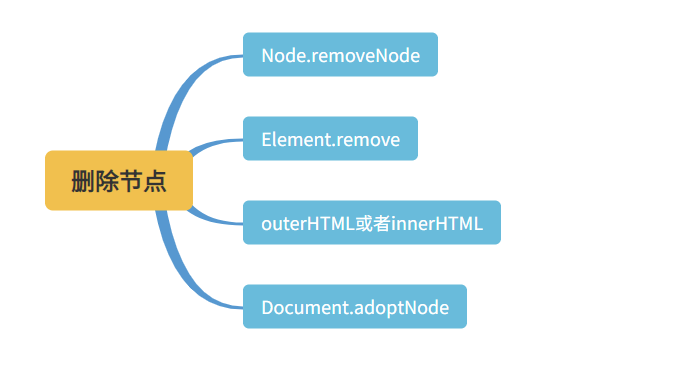 Node.removeNode
Element.remove
删除节点
outerHTML或者innerHTML
Document.adoptNode